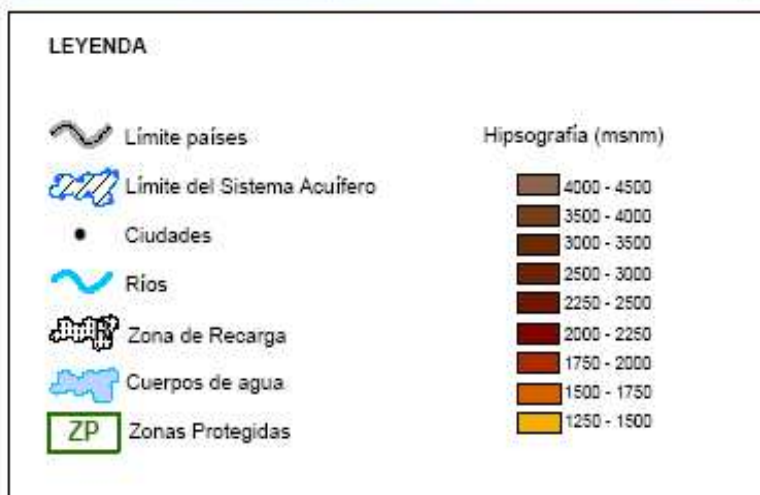 LEYENDA
Límite países
Límite del Sistema Acuífero
Ciudades
Ríos
Zona de Recarga
Cuerpos de agua
ZP Zonas Protegidas
Hipsografía (msnm)
4000 - 4500
3500 - 4000
3000 - 3500
2500 - 3000
2250 - 2500
2000 - 2250
1750 - 2000
1500 - 1750
1250 - 1500